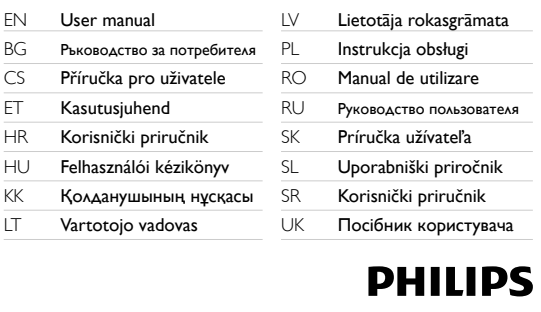 EN User manual
BG Ръководство за потребителя
CS Příručka pro uživatele
ET Kasutusjuhend
HR Korisnički priručnik
HU Felhasználói kézikönyv
KK Қолданушының нұсқасы
LT Vartotojo vadovas
LV Lietotāja rokasgrāmata
PL Instrukcja obsługi
RO Manual de utilizare
RU Руководство пользователя
SK Príručka užívateľa
SL Uporabniški priročnik
SR Korisnički priručnik
UK Посібник користувача
PHILIPS